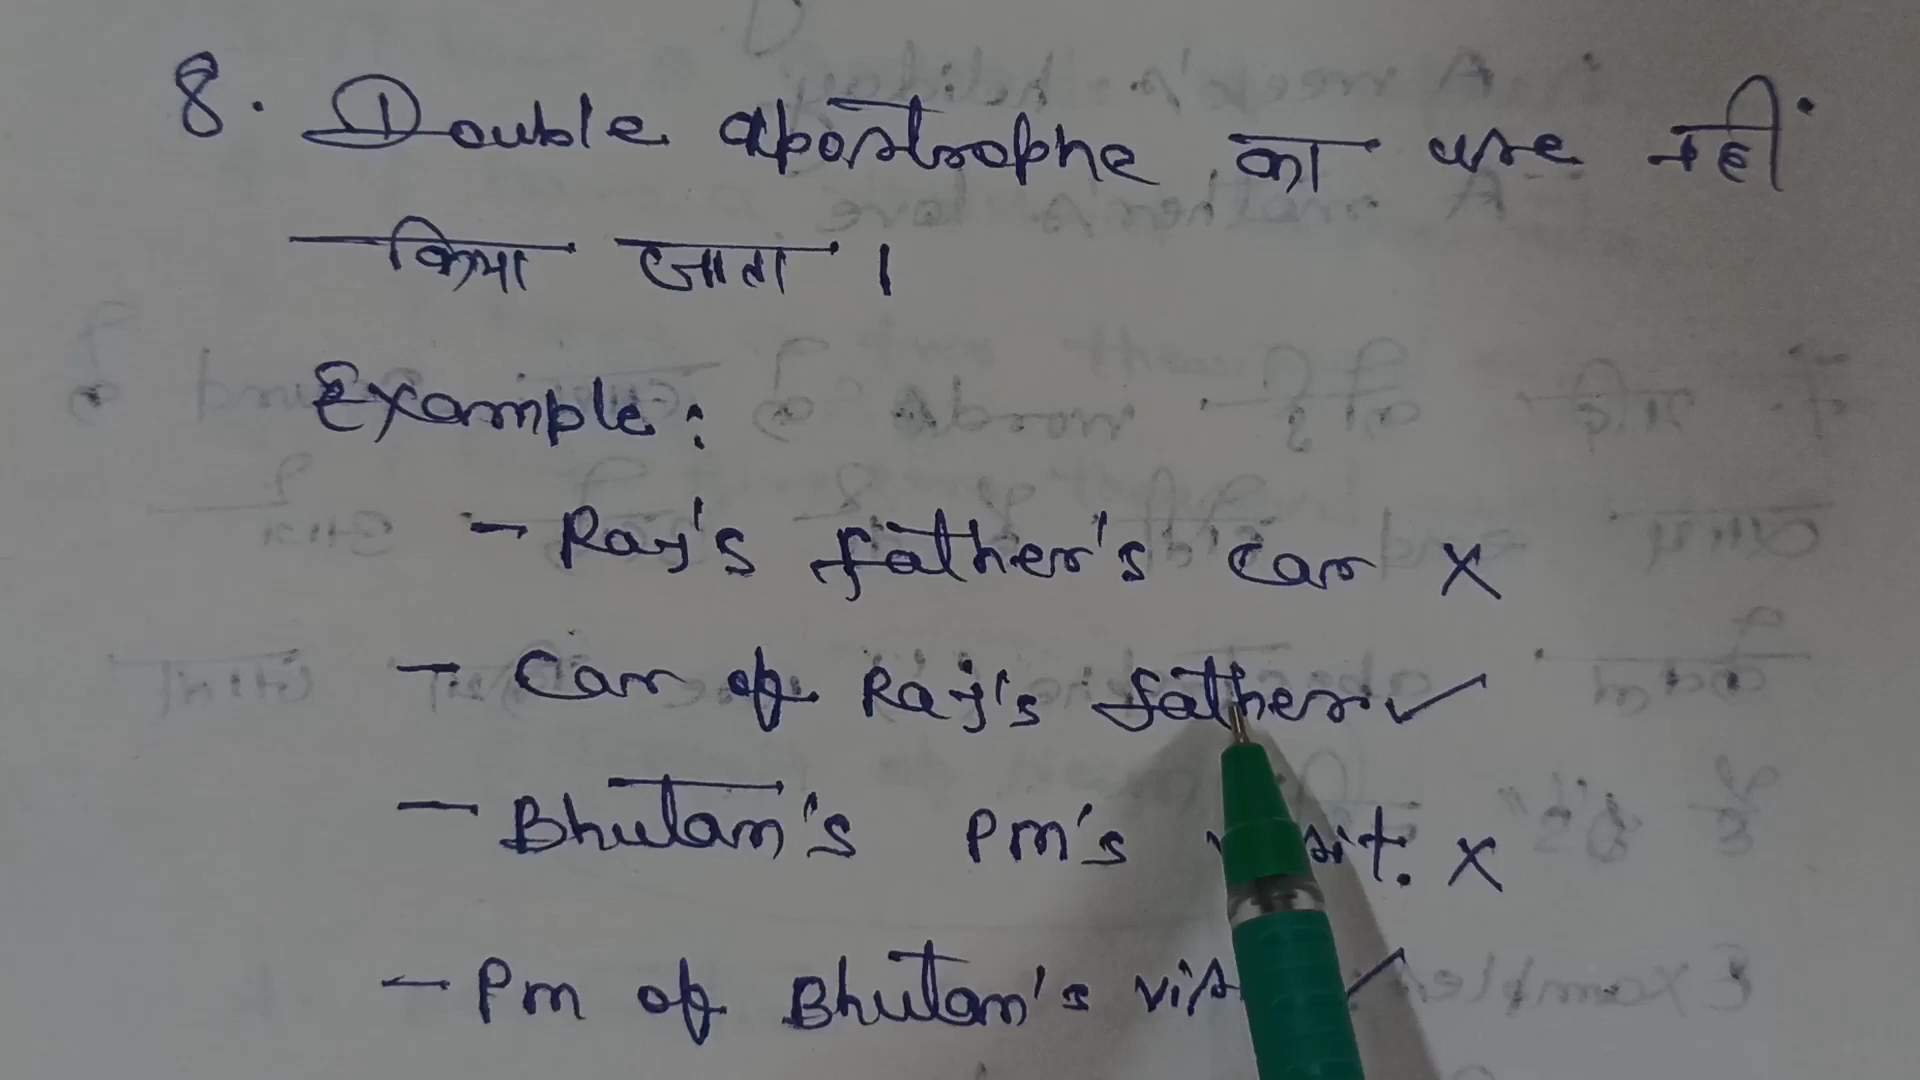 8. Double apostrophe का use नहीं
किया जाता ।
Example:
- Raj's father's car x
- Car of Raj's father ✓
- Bhutan's PM's visit. x
- Pm of Bhutan's ✓